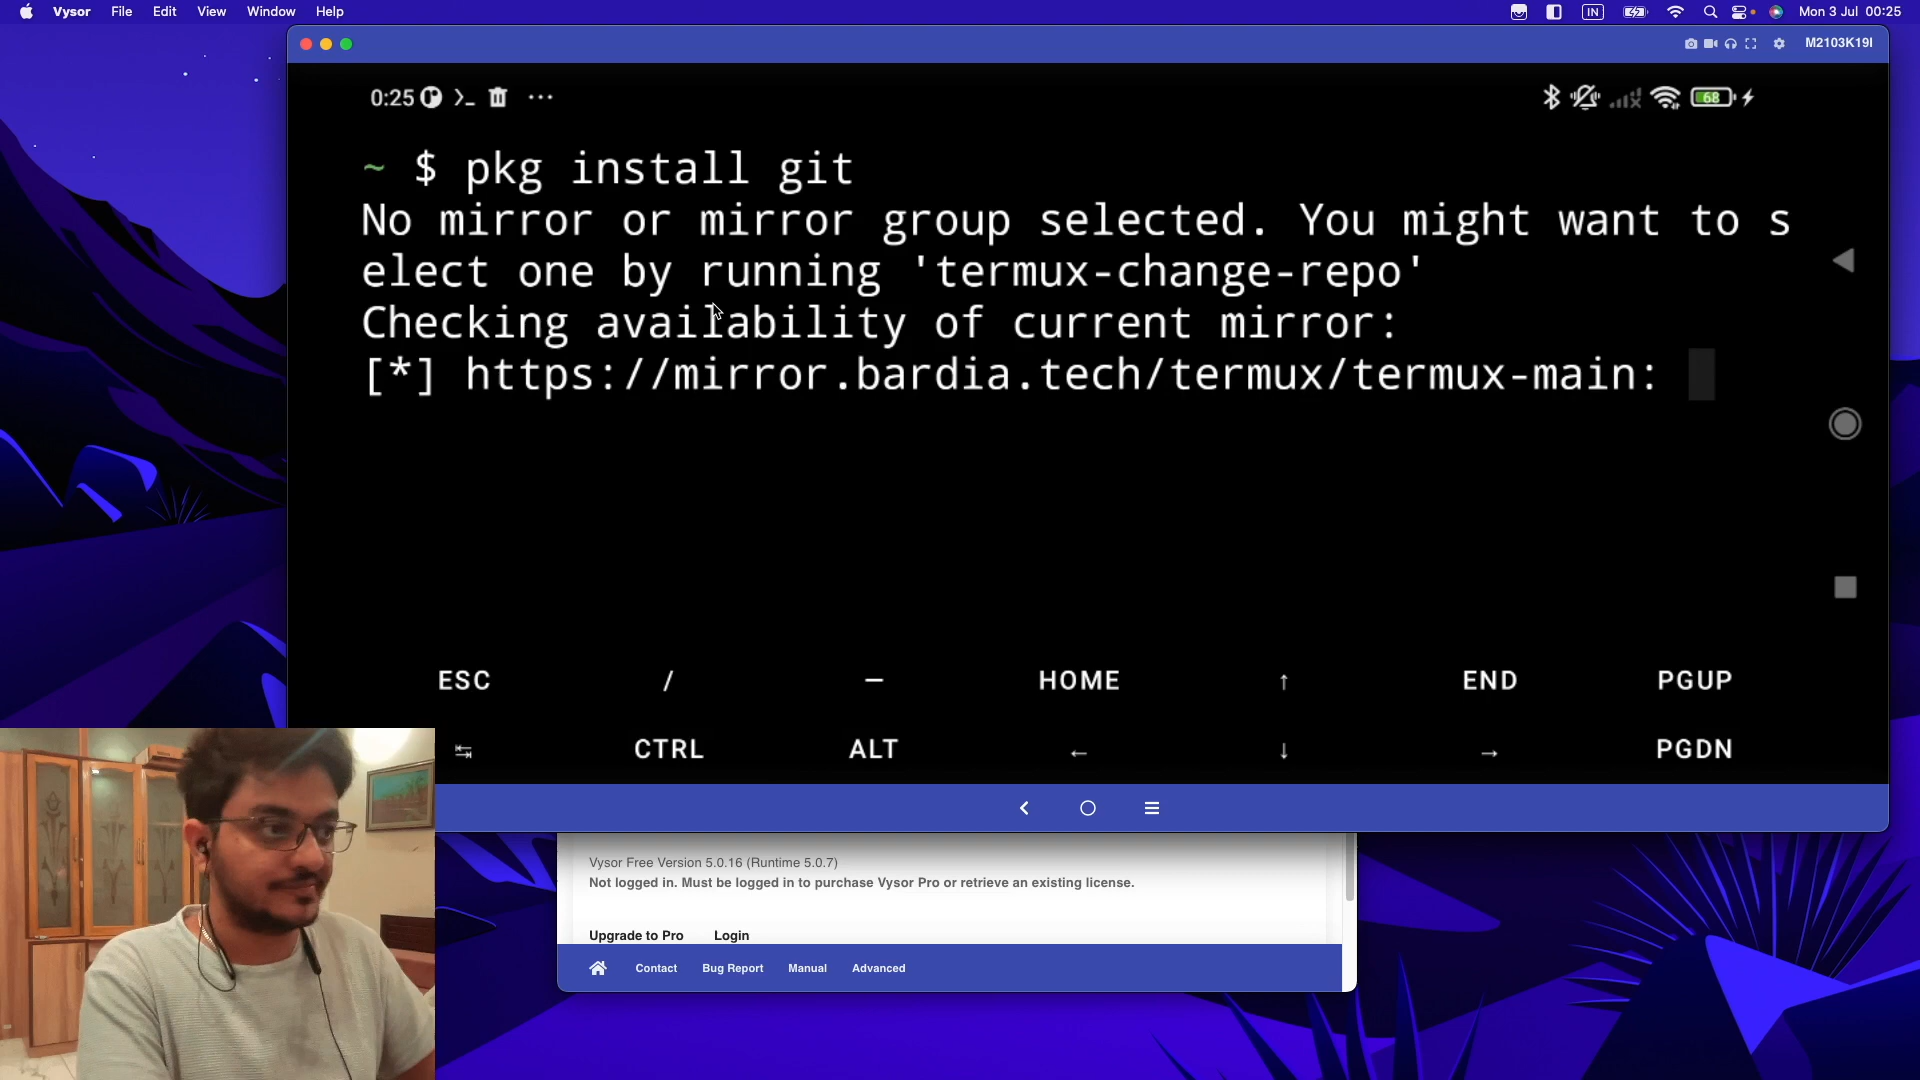 Vysor File Edit View Window Help
IN
Mon 3 Jul 00:25
M2103K19I
0:25
68
~ $ pkg install git
No mirror or mirror group selected. You might want to s
elect one by running 'termux-change-repo'
Checking availability of current mirror:
[*] https://mirror.bardia.tech/termux/termux-main:
ESC / — HOME ↑ END PGUP
⇆ CTRL ALT ← ↓ → PGDN
Vysor Free Version 5.0.16 (Runtime 5.0.7)
Not logged in. Must be logged in to purchase Vysor Pro or retrieve an existing license.
Upgrade to Pro Login
Contact Bug Report Manual Advanced